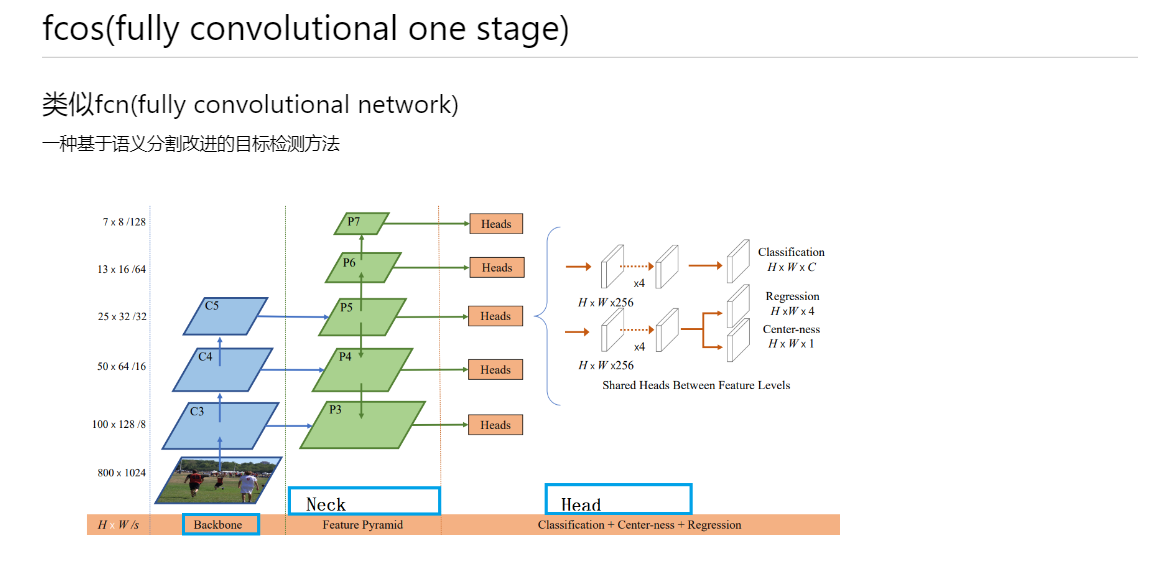 fcos(fully convolutional one stage)
类似fcn(fully convolutional network)
一种基于语义分割改进的目标检测方法
7 x 8 /128
13 x 16 /64
25 x 32 /32
50 x 64 /16
100 x 128 /8
800 x 1024
H x W /s
C5
C4
C3
Backbone
P7
P6
P5
P4
P3
Neck
Feature Pyramid
Heads
Heads
Heads
Heads
Heads
x4
H x W x256
x4
H x W x256
Classification
H x W x C
Regression
H xW x 4
Center-ness
H x W x 1
Shared Heads Between Feature Levels
Head
Classification + Center-ness + Regression